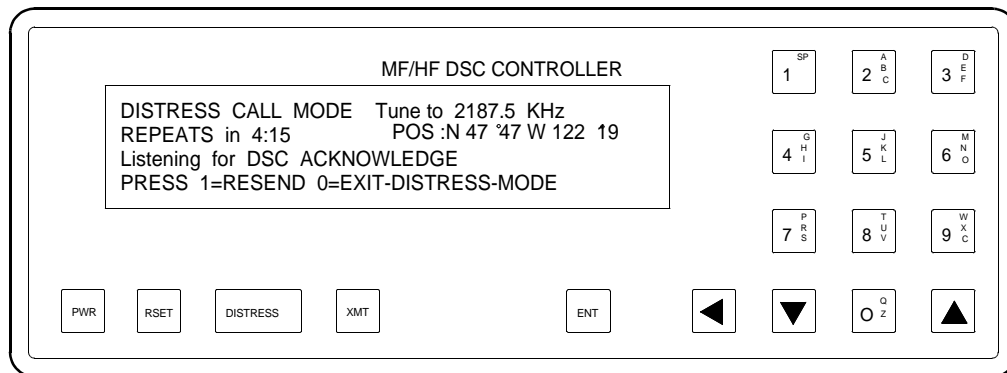 MF/HF DSC CONTROLLER
DISTRESS CALL MODE Tune to 2187.5 KHz
REPEATS in 4:15 POS :N 47 °47 W 122 °19
Listening for DSC ACKNOWLEDGE
PRESS 1=RESEND 0=EXIT-DISTRESS-MODE
1 SP
2 A B C
3 D E F
4 G H I
5 J K L
6 M N O
7 P R S
8 T U V
9 W X C
PWR RSET DISTRESS XMT ENT O Q Z